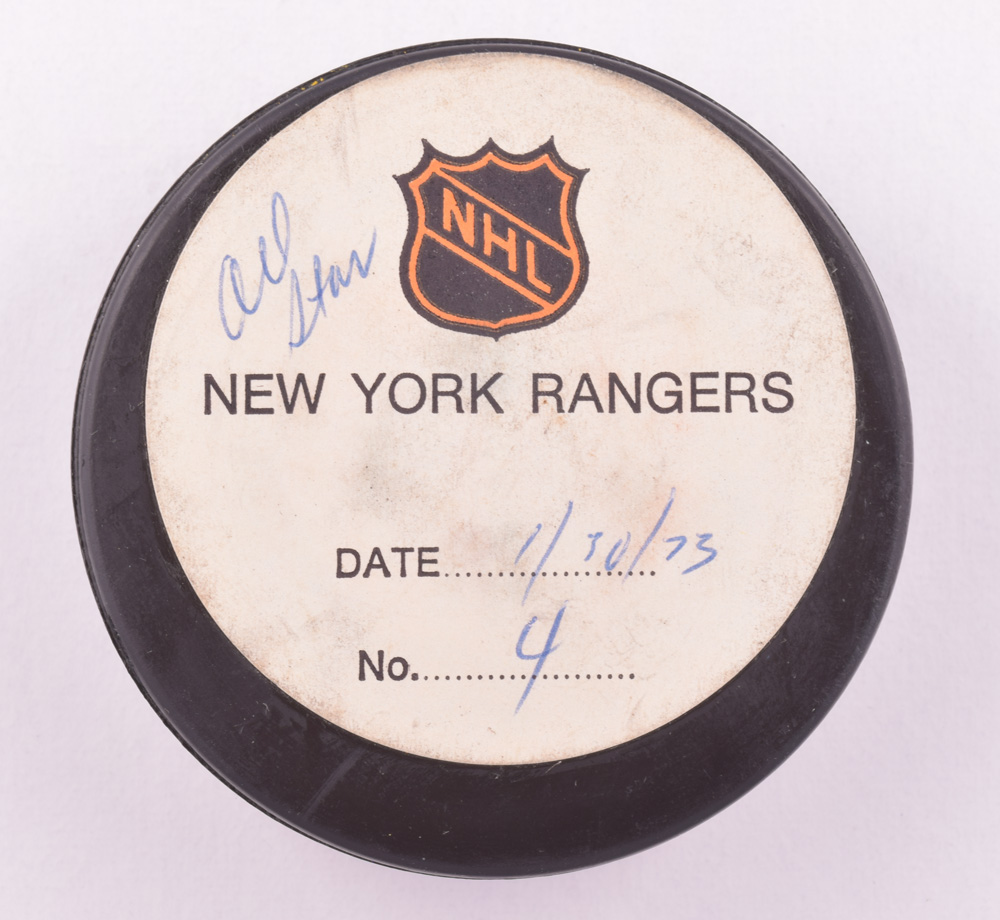 NHL
All
Star
NEW YORK RANGERS
DATE.................... 1/30/73
No..................... 4